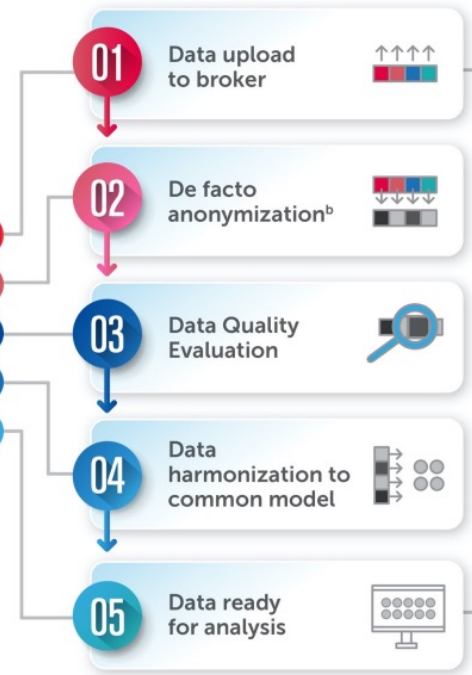 01
Data upload
to broker
02
De facto
anonymizationᵇ
03
Data Quality
Evaluation
04
Data
harmonization to
common model
05
Data ready
for analysis